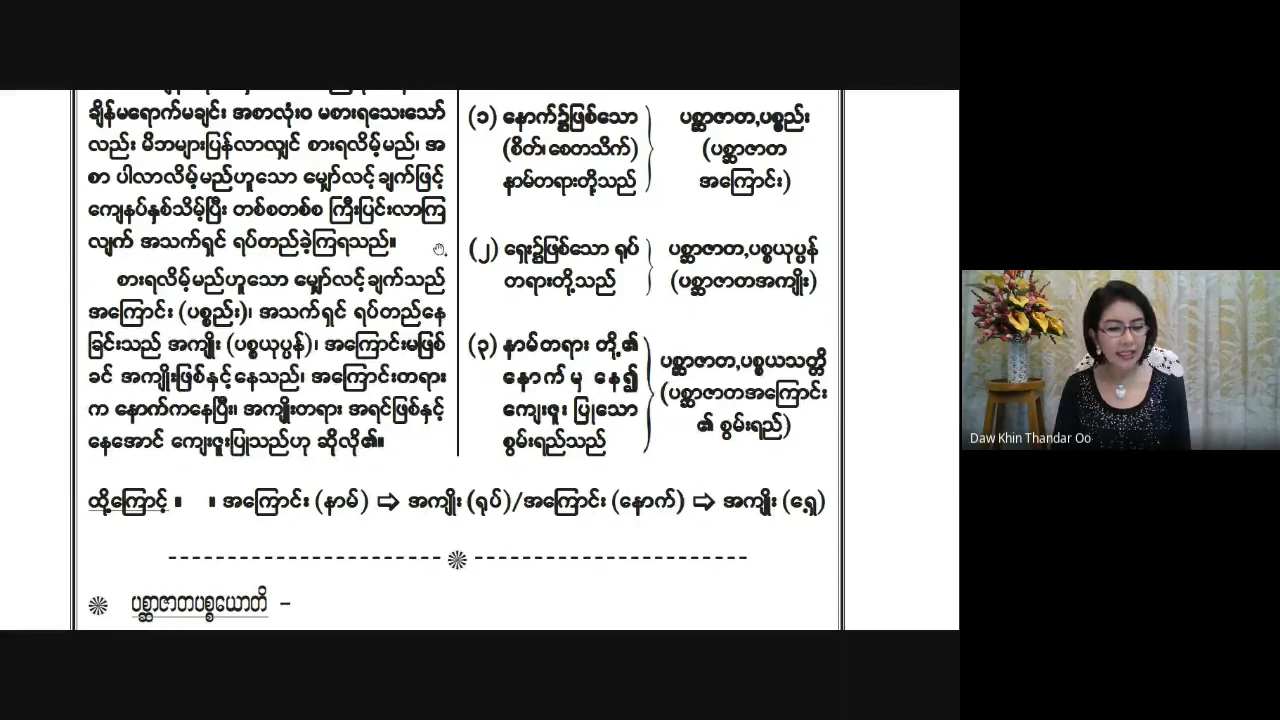 ချိန်မရောက်မချင်း အစာလုံးဝ မစားရသေးသော်
လည်း မိဘများပြန်လာလျှင် စားရလိမ့်မည်၊ အ
စာ ပါလာလိမ့်မည်ဟူသော မျှော်လင့်ချက်ဖြင့်
ကျေနပ်နှစ်သိမ့်ပြီး တစ်စတစ်စ ကြီးပြင်းလာကြ
လျက် အသက်ရှင် ရပ်တည်ခဲ့ကြရသည်။
စားရလိမ့်မည်ဟူသော မျှော်လင့်ချက်သည်
အကြောင်း (ပစ္စည်း)၊ အသက်ရှင် ရပ်တည်နေ
ခြင်းသည် အကျိုး (ပစ္စယုပ္ပန်)၊ အကြောင်းမဖြစ်
ခင် အကျိုးဖြစ်နှင့်နေသည်၊ အကြောင်းတရား
က နောက်ကနေပြီး၊ အကျိုးတရား အရင်ဖြစ်နှင့်
နေအောင် ကျေးဇူးပြုသည်ဟု ဆိုလို၏။
(၁) နောက်၌ဖြစ်သော
(စိတ်၊ စေတသိက်)
နာမ်တရားတို့သည်
ပစ္ဆာဇာတ,ပစ္စည်း
(ပစ္ဆာဇာတ
အကြောင်း)
(၂) ရှေး၌ဖြစ်သော ရုပ်
တရားတို့သည်
ပစ္ဆာဇာတ,ပစ္စယုပ္ပန်
(ပစ္ဆာဇာတအကျိုး)
(၃) နာမ်တရား တို့၏
နောက် မှ နေ၍
ကျေးဇူး ပြုသော
စွမ်းရည်သည်
ပစ္ဆာဇာတ,ပစ္စယသတ္တိ
(ပစ္ဆာဇာတအကြောင်း
၏ စွမ်းရည်)
ထို့ကြောင့် ။ ။ အကြောင်း (နာမ်) ⇨ အကျိုး (ရုပ်)/အကြောင်း (နောက်) ⇨ အကျိုး (ရှေ့)
ပစ္ဆာဇာတပစ္စယောတိ –
Daw Khin Thandar Oo